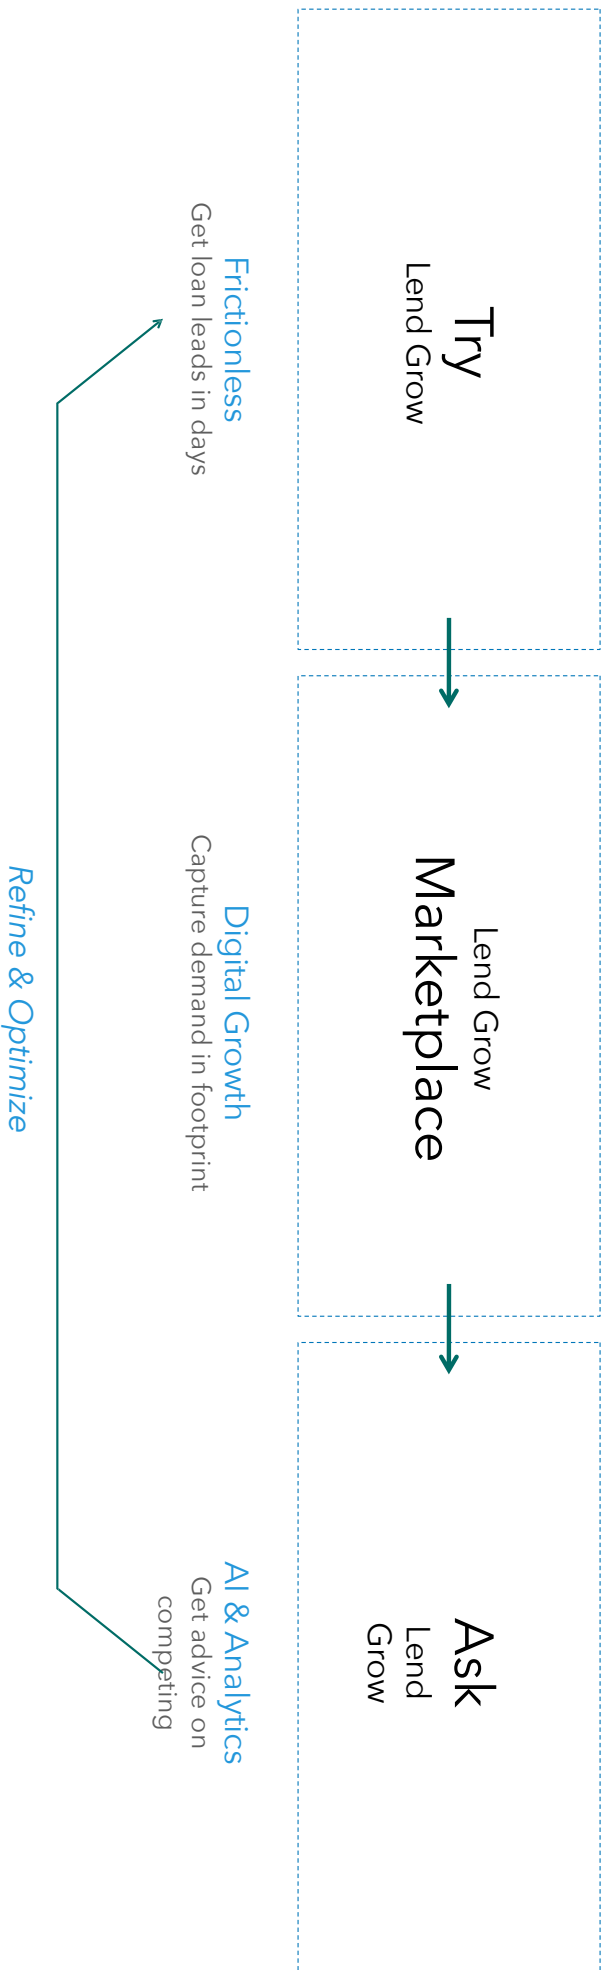 Try
Lend Grow
Lend Grow
Marketplace
Ask
Lend
Grow
Frictionless
Get loan leads in days
Digital Growth
Capture demand in footprint
AI & Analytics
Get advice on
competing
Refine & Optimize